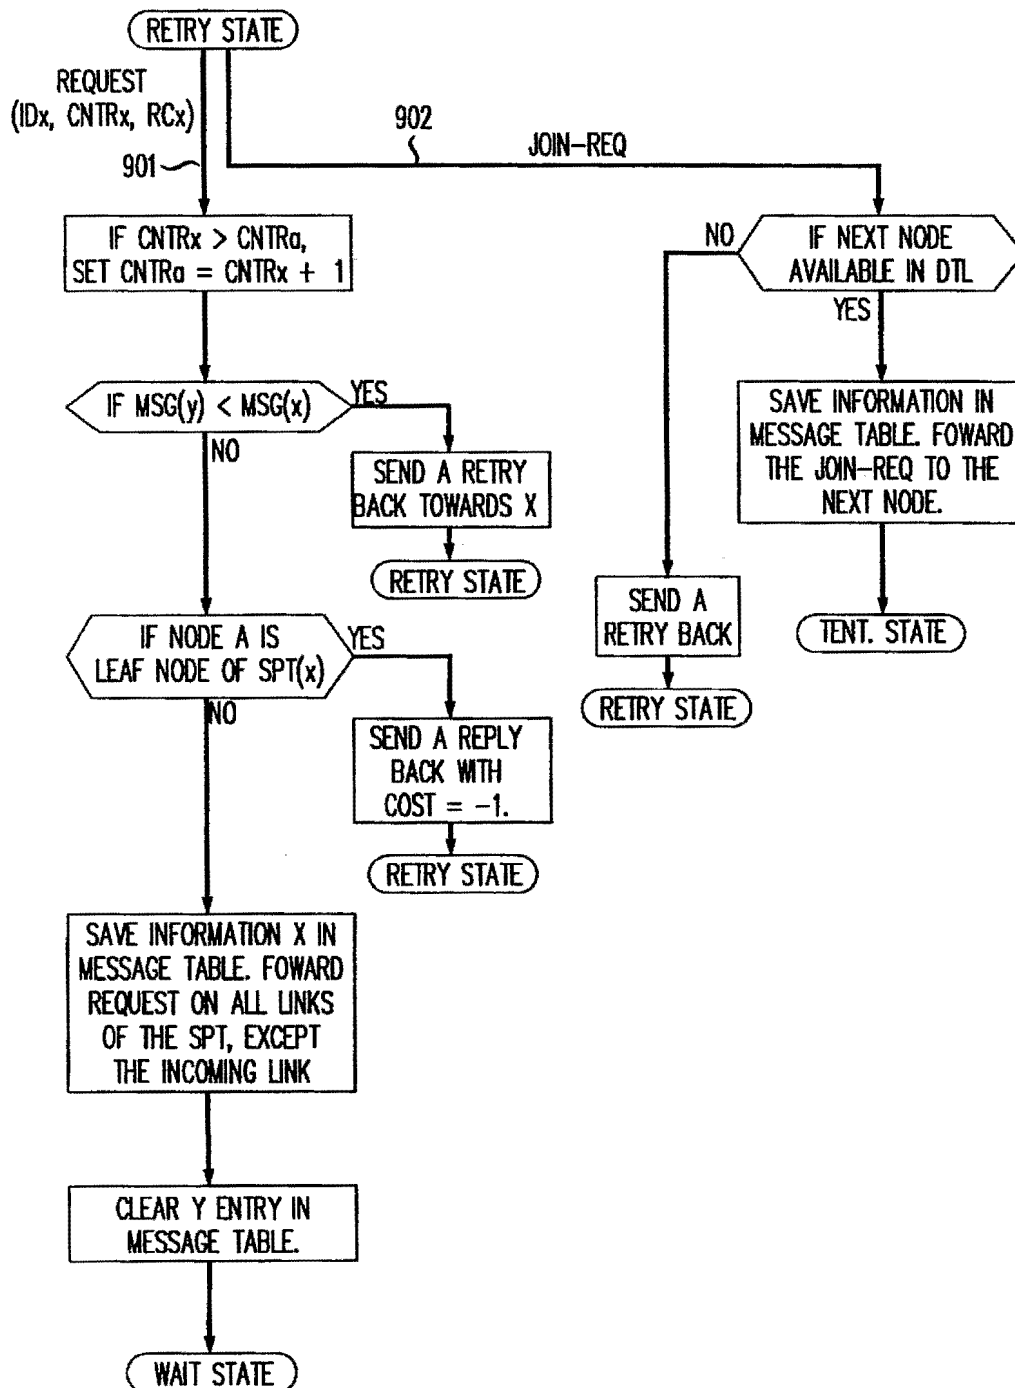 RETRY STATE
REQUEST
(IDx, CNTRx, RCx)
901
902
JOIN-REQ
IF CNTRx > CNTRa,
SET CNTRa = CNTRx + 1
NO
IF NEXT NODE
AVAILABLE IN DTL
YES
IF MSG(y) < MSG(x)
YES
NO
SEND A RETRY
BACK TOWARDS X
RETRY STATE
SAVE INFORMATION IN
MESSAGE TABLE. FOWARD
THE JOIN-REQ TO THE
NEXT NODE.
TENT. STATE
SEND A
RETRY BACK
RETRY STATE
IF NODE A IS
LEAF NODE OF SPT(x)
YES
NO
SEND A REPLY
BACK WITH
COST = -1.
RETRY STATE
SAVE INFORMATION X IN
MESSAGE TABLE. FOWARD
REQUEST ON ALL LINKS
OF THE SPT, EXCEPT
THE INCOMING LINK
CLEAR Y ENTRY IN
MESSAGE TABLE.
WAIT STATE